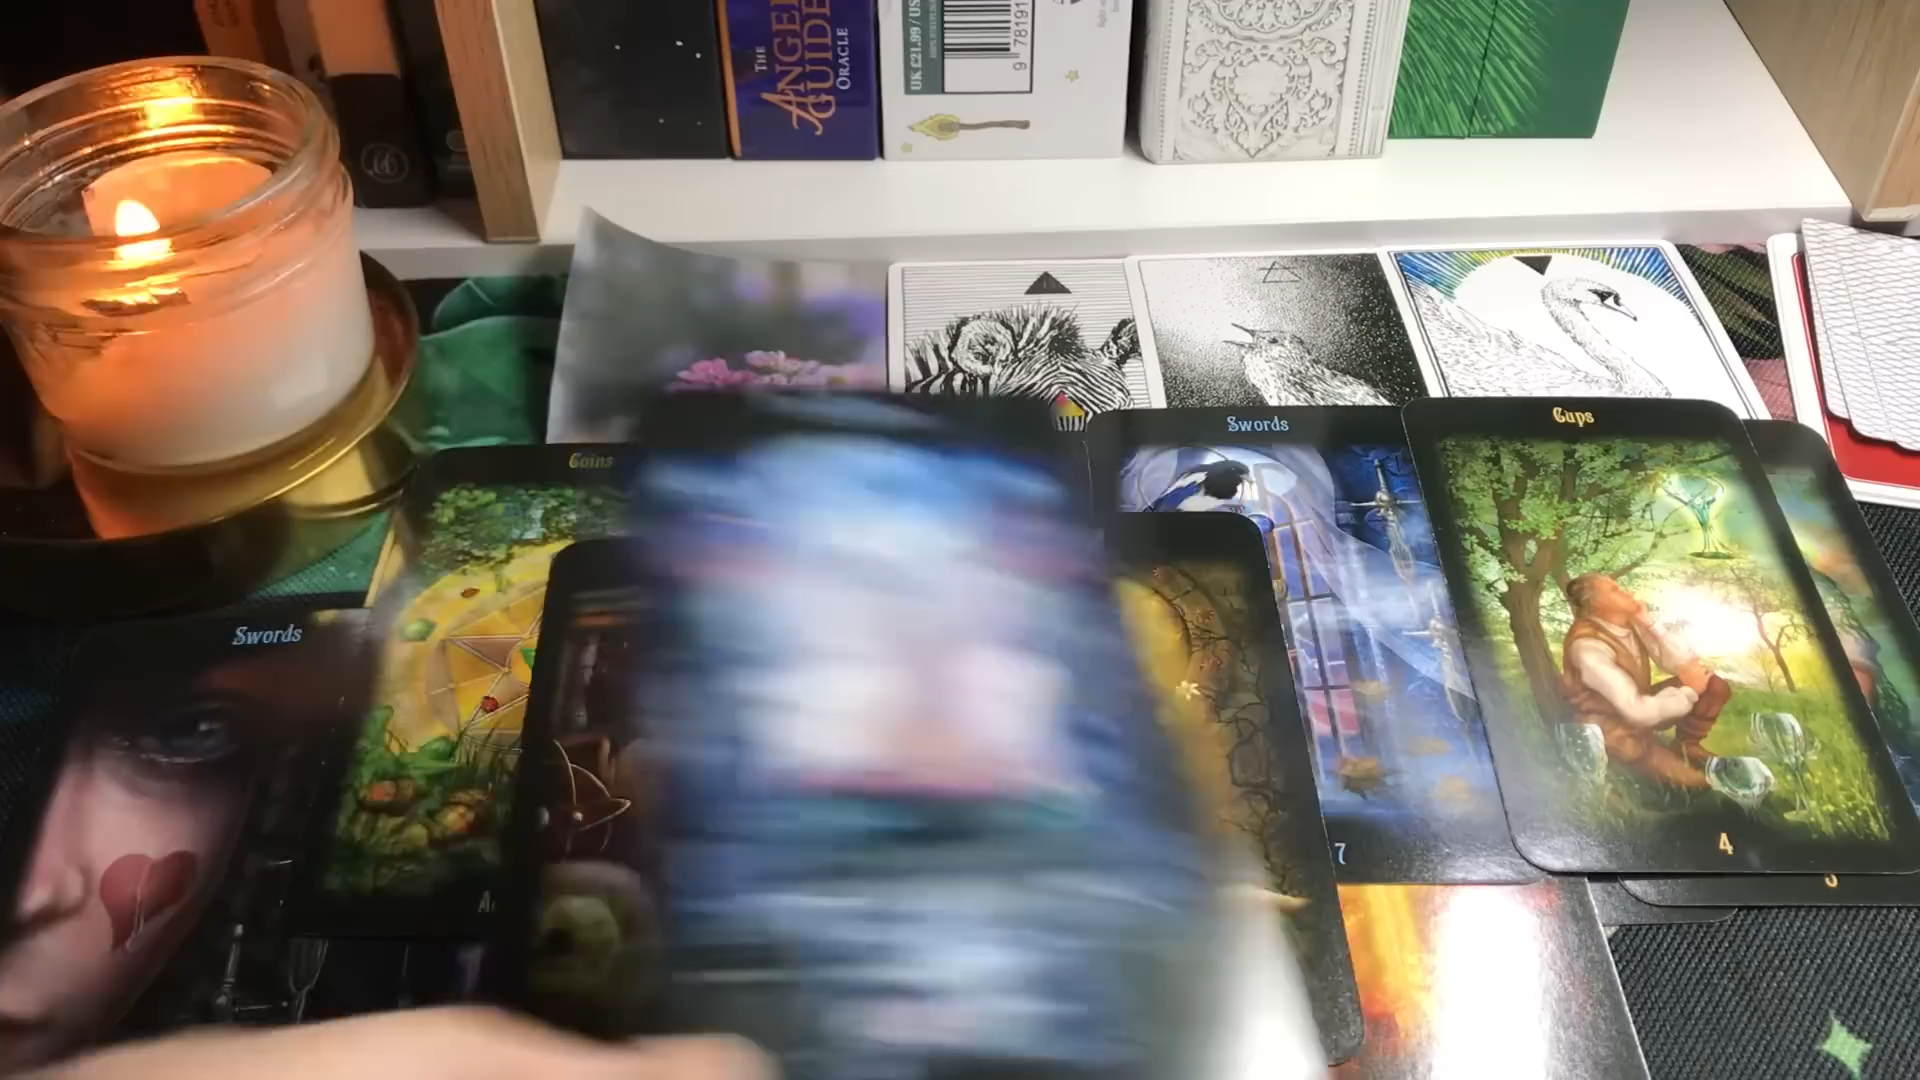 THE
ANGEL
GUIDE
ORACLE
UK £21.99 / US
9 78191
Swords
Cups
Coins
Swords
7
4